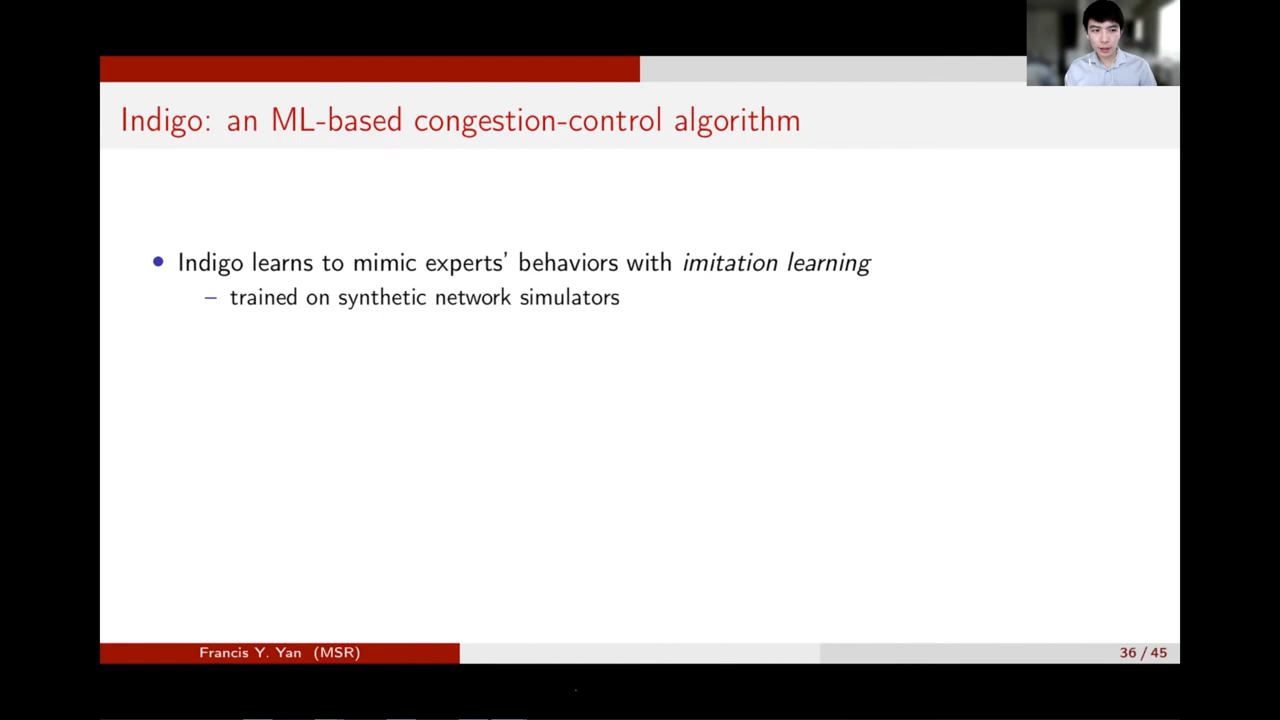 Indigo: an ML-based congestion-control algorithm
• Indigo learns to mimic experts' behaviors with imitation learning
– trained on synthetic network simulators
Francis Y. Yan (MSR)
36 / 45